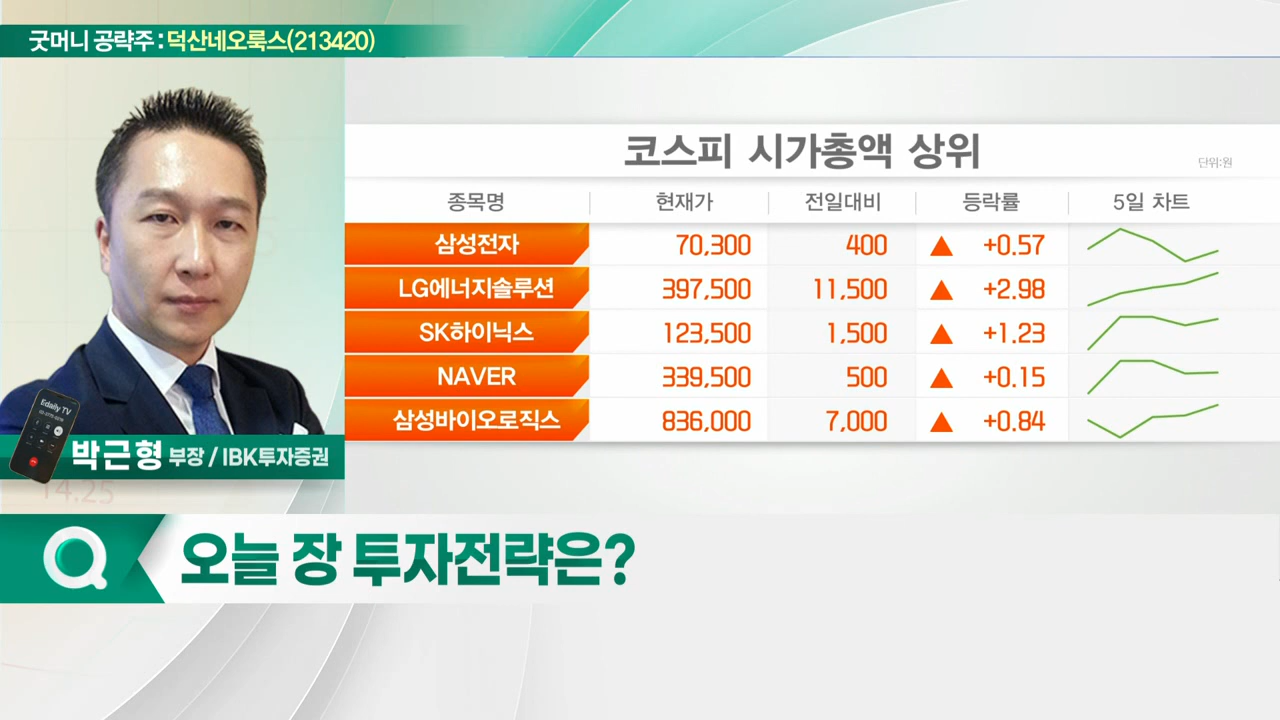 굿머니 공략주 : 덕산네오룩스(213420)
코스피 시가총액 상위
단위:원
종목명 현재가 전일대비 등락률 5일 차트
삼성전자 70,300 400 ▲ +0.57
LG에너지솔루션 397,500 11,500 ▲ +2.98
SK하이닉스 123,500 1,500 ▲ +1.23
NAVER 339,500 500 ▲ +0.15
삼성바이오로직스 836,000 7,000 ▲ +0.84
Edaily TV
박근형 부장 / IBK투자증권
14.25
Q 오늘 장 투자전략은?